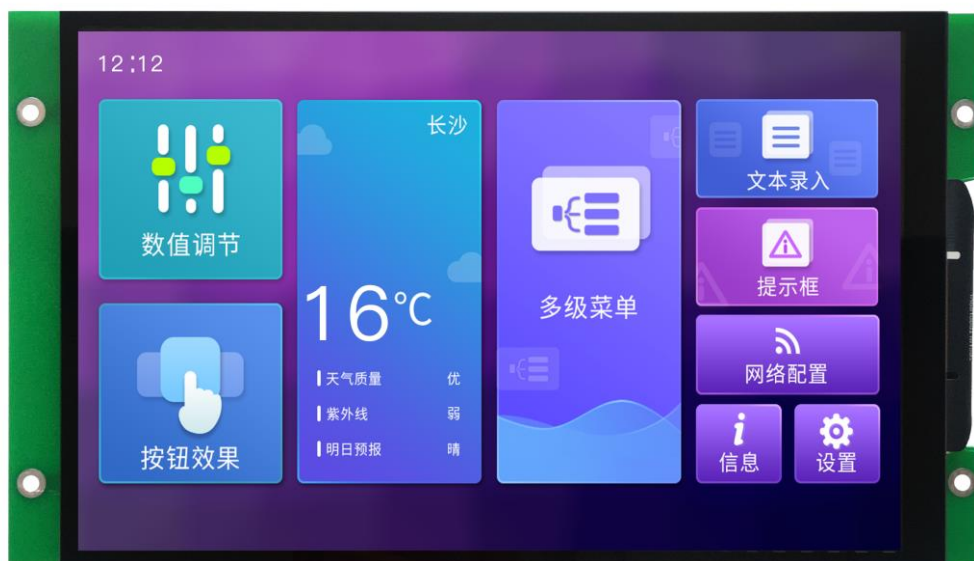 12:12
数值调节
按钮效果
长沙
16℃
天气质量 优
紫外线 弱
明日预报 晴
多级菜单
文本录入
提示框
网络配置
信息
设置